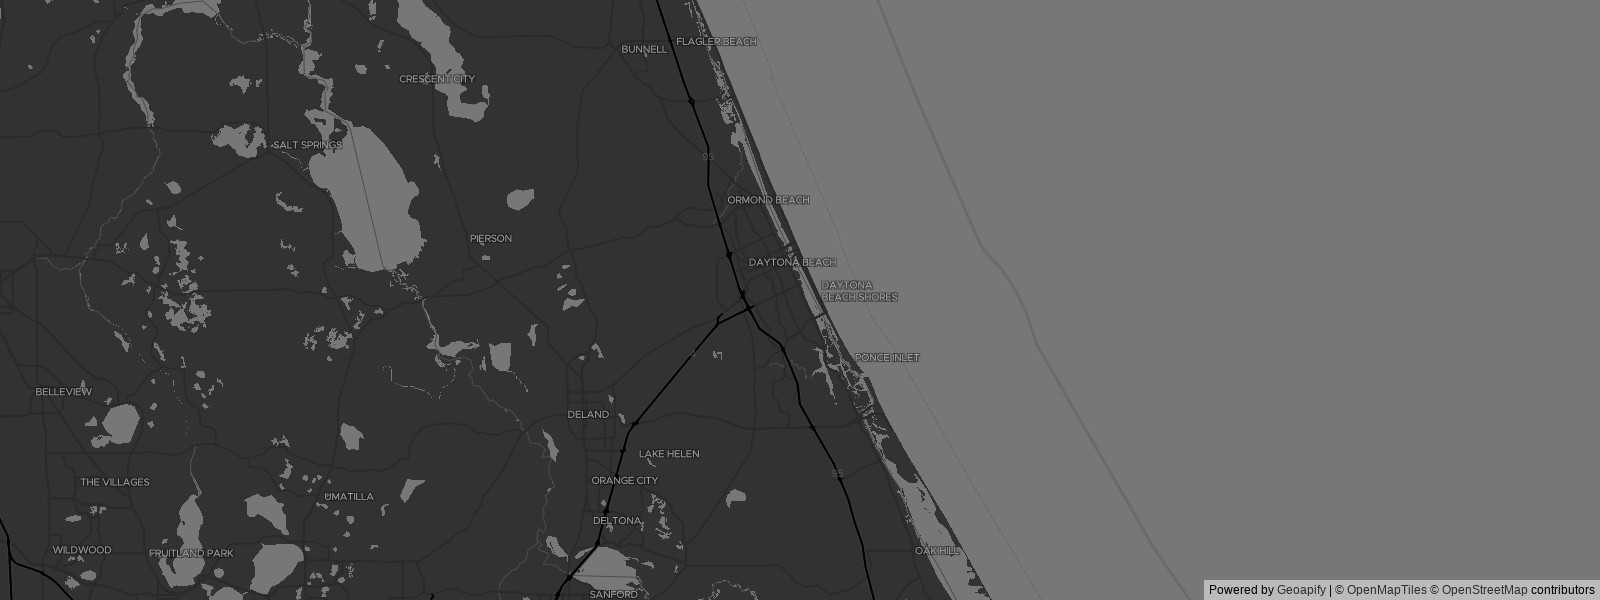 FLAGLER BEACH
BUNNELL
CRESCENT CITY
SALT SPRINGS
95
ORMOND BEACH
PIERSON
DAYTONA BEACH
DAYTONA
BEACH SHORES
4
PONCE INLET
BELLEVIEW
DELAND
LAKE HELEN
95
ORANGE CITY
THE VILLAGES
UMATILLA
DELTONA
WILDWOOD
FRUITLAND PARK
OAK HILL
SANFORD
Powered by Geoapify | © OpenMapTiles © OpenStreetMap contributors